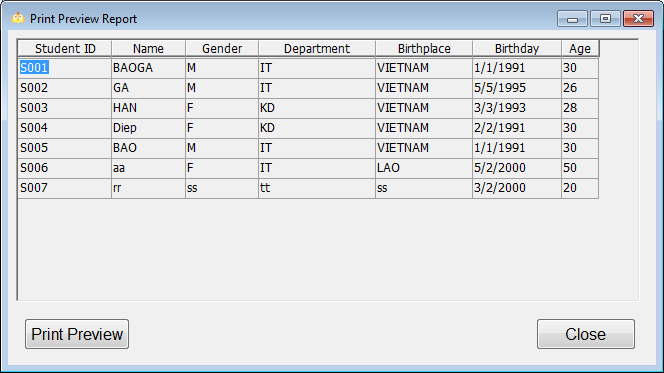 Print Preview Report
Student ID Name Gender Department Birthplace Birthday Age
S001 BAOGA M IT VIETNAM 1/1/1991 30
S002 GA M IT VIETNAM 5/5/1995 26
S003 HAN F KD VIETNAM 3/3/1993 28
S004 Diep F KD VIETNAM 2/2/1991 30
S005 BAO M IT VIETNAM 1/1/1991 30
S006 aa F IT LAO 5/2/2000 50
S007 rr ss tt ss 3/2/2000 20
Print Preview Close